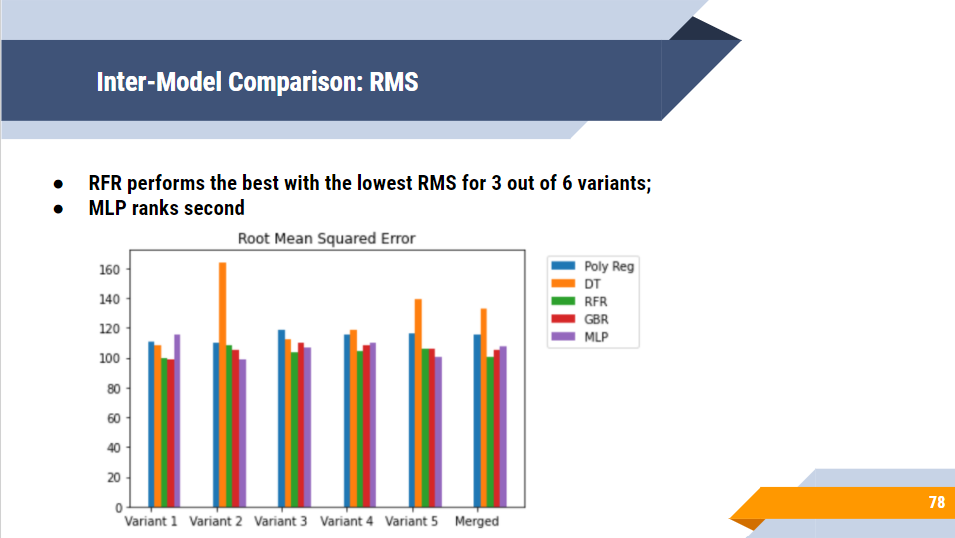 Inter-Model Comparison: RMS
● RFR performs the best with the lowest RMS for 3 out of 6 variants;
● MLP ranks second
Root Mean Squared Error
160
140
120
100
80
60
40
20
0
Variant 1 Variant 2 Variant 3 Variant 4 Variant 5 Merged
Poly Reg
DT
RFR
GBR
MLP
78